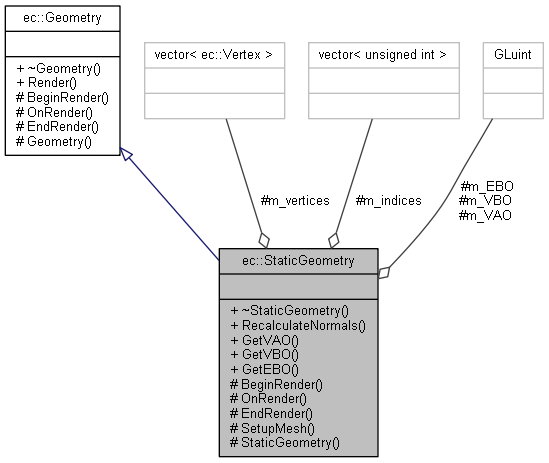 ec::Geometry
+ ~Geometry()
+ Render()
# BeginRender()
# OnRender()
# EndRender()
# Geometry()
vector< ec::Vertex >
vector< unsigned int >
GLuint
#m_vertices
#m_indices
#m_EBO
#m_VBO
#m_VAO
ec::StaticGeometry
+ ~StaticGeometry()
+ RecalculateNormals()
+ GetVAO()
+ GetVBO()
+ GetEBO()
# BeginRender()
# OnRender()
# EndRender()
# SetupMesh()
# StaticGeometry()